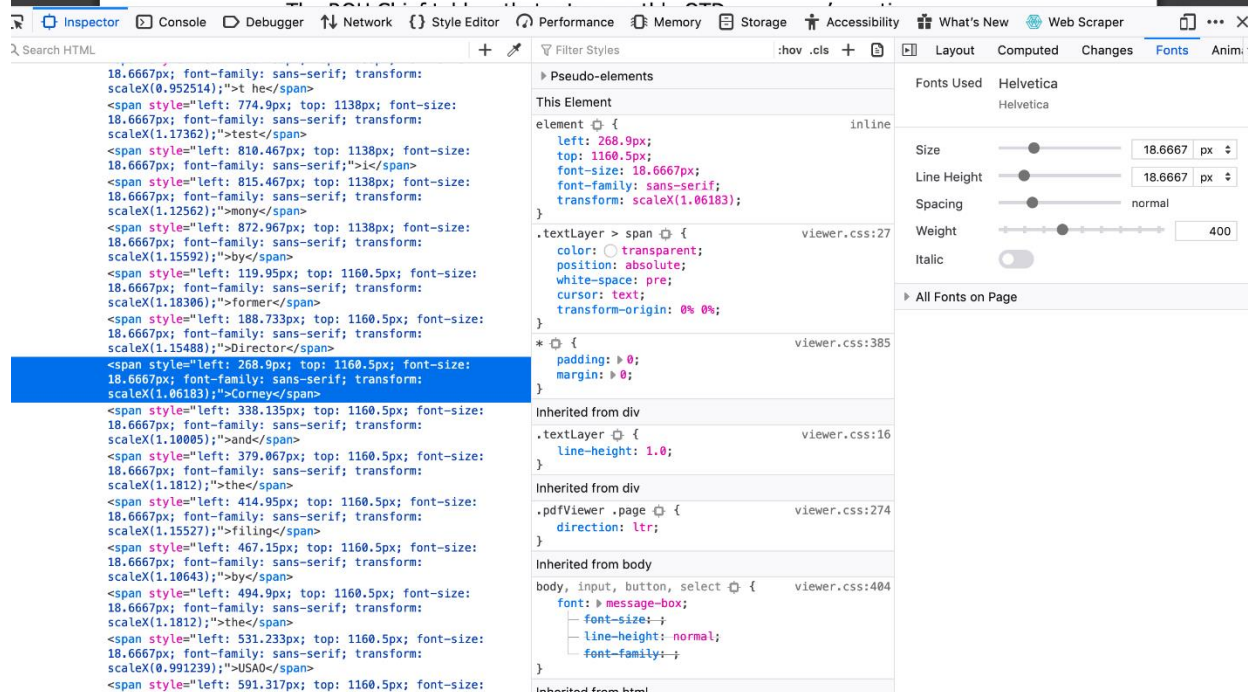 Inspector Console Debugger Network {} Style Editor Performance Memory Storage Accessibility What's New Web Scraper
Search HTML
18.6667px; font-family: sans-serif; transform:
scaleX(0.952514);">t he</span>
<span style="left: 774.9px; top: 1138px; font-size:
18.6667px; font-family: sans-serif; transform:
scaleX(1.17362);">test</span>
<span style="left: 810.467px; top: 1138px; font-size:
18.6667px; font-family: sans-serif;">i</span>
<span style="left: 815.467px; top: 1138px; font-size:
18.6667px; font-family: sans-serif; transform:
scaleX(1.12562);">mony</span>
<span style="left: 872.967px; top: 1138px; font-size:
18.6667px; font-family: sans-serif; transform:
scaleX(1.15592);">by</span>
<span style="left: 119.95px; top: 1160.5px; font-size:
18.6667px; font-family: sans-serif; transform:
scaleX(1.18306);">former</span>
<span style="left: 188.733px; top: 1160.5px; font-size:
18.6667px; font-family: sans-serif; transform:
scaleX(1.15488);">Director</span>
<span style="left: 268.9px; top: 1160.5px; font-size:
18.6667px; font-family: sans-serif; transform:
scaleX(1.06183);">Corney</span>
<span style="left: 338.135px; top: 1160.5px; font-size:
18.6667px; font-family: sans-serif; transform:
scaleX(1.10005);">and</span>
<span style="left: 379.067px; top: 1160.5px; font-size:
18.6667px; font-family: sans-serif; transform:
scaleX(1.1812);">the</span>
<span style="left: 414.95px; top: 1160.5px; font-size:
18.6667px; font-family: sans-serif; transform:
scaleX(1.15527);">filing</span>
<span style="left: 467.15px; top: 1160.5px; font-size:
18.6667px; font-family: sans-serif; transform:
scaleX(1.10643);">by</span>
<span style="left: 494.9px; top: 1160.5px; font-size:
18.6667px; font-family: sans-serif; transform:
scaleX(1.1812);">the</span>
<span style="left: 531.233px; top: 1160.5px; font-size:
18.6667px; font-family: sans-serif; transform:
scaleX(0.991239);">USAO</span>
<span style="left: 591.317px; top: 1160.5px; font-size:
Filter Styles :hov .cls +
Pseudo-elements
This Element
element { inline
left: 268.9px;
top: 1160.5px;
font-size: 18.6667px;
font-family: sans-serif;
transform: scaleX(1.06183);
}
.textLayer > span { viewer.css:27
color: transparent;
position: absolute;
white-space: pre;
cursor: text;
transform-origin: 0% 0%;
}
* { viewer.css:385
padding: 0;
margin: 0;
}
Inherited from div
.textLayer { viewer.css:16
line-height: 1.0;
}
Inherited from div
.pdfViewer .page { viewer.css:274
direction: ltr;
}
Inherited from body
body, input, button, select { viewer.css:404
font: message-box;
font-size: ;
line-height: normal;
font-family: ;
}
Inherited from html
Layout Computed Changes Fonts Anim
Fonts Used Helvetica
Helvetica
Size 18.6667 px
Line Height 18.6667 px
Spacing normal
Weight 400
Italic
All Fonts on Page